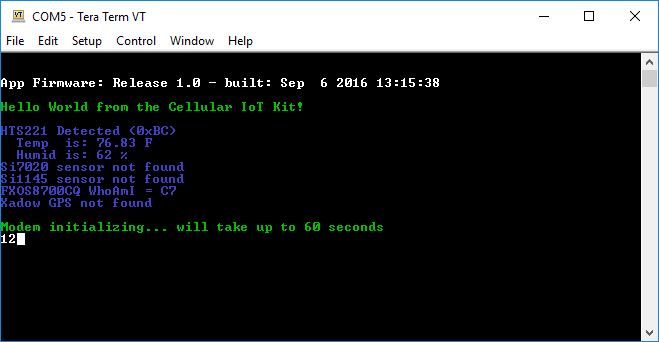 COM5 - Tera Term VT
File Edit Setup Control Window Help
App Firmware: Release 1.0 - built: Sep  6 2016 13:15:38
Hello World from the Cellular IoT Kit!
HTS221 Detected (0xBC)
  Temp  is: 76.83 F
  Humid is: 62 %
Si7020 sensor not found
Si1145 sensor not found
FXOS8700CQ WhoAmI = C7
Xadow GPS not found
Modem initializing... will take up to 60 seconds
12